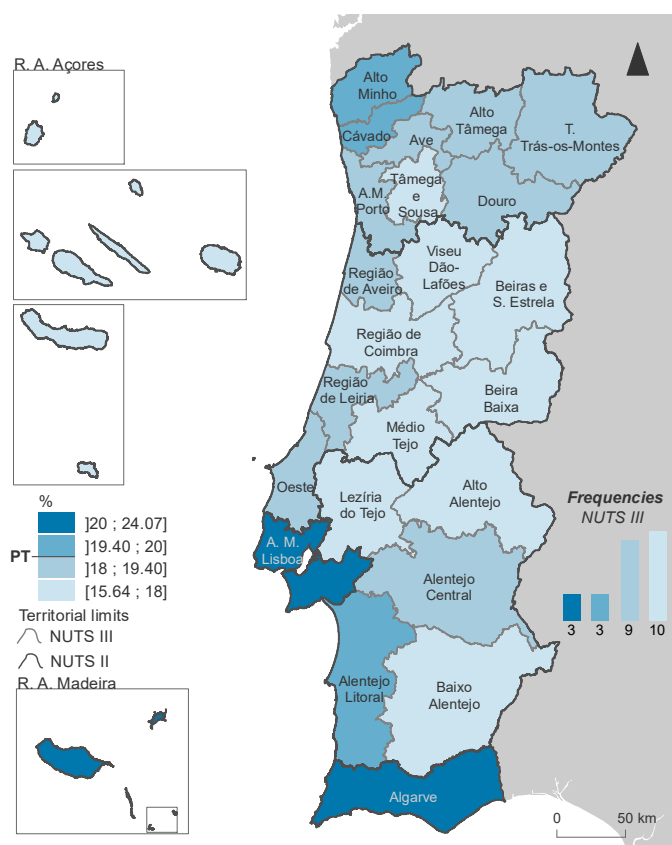 R. A. Açores
Alto
Minho
Cávado
Ave
Alto
Tâmega
T.
Trás-os-Montes
A.M.
Porto
Tâmega
e
Sousa
Douro
Região
de Aveiro
Viseu
Dão-
Lafões
Beiras e
S. Estrela
Região de
Coimbra
Região
de Leiria
Beira
Baixa
Médio
Tejo
Oeste
Lezíria
do Tejo
Alto
Alentejo
A. M.
Lisboa
Alentejo
Central
Alentejo
Litoral
Baixo
Alentejo
Algarve
%
]20 ; 24.07]
]19.40 ; 20]
PT
]18 ; 19.40]
[15.64 ; 18]
Territorial limits
NUTS III
NUTS II
R. A. Madeira
Frequencies
NUTS III
3 3 9 10
0 50 km